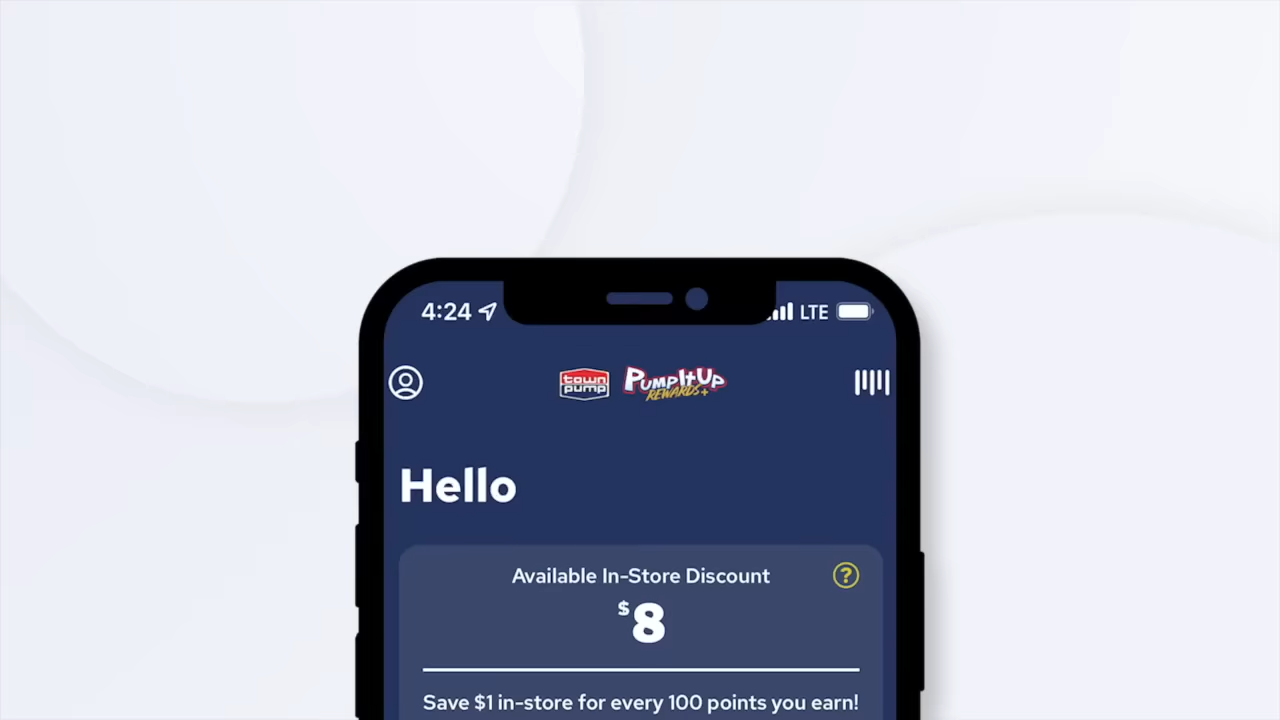 4:24 LTE
town
pump
PumpItUp
REWARDS+
Hello
Available In-Store Discount
?
$8
Save $1 in-store for every 100 points you earn!